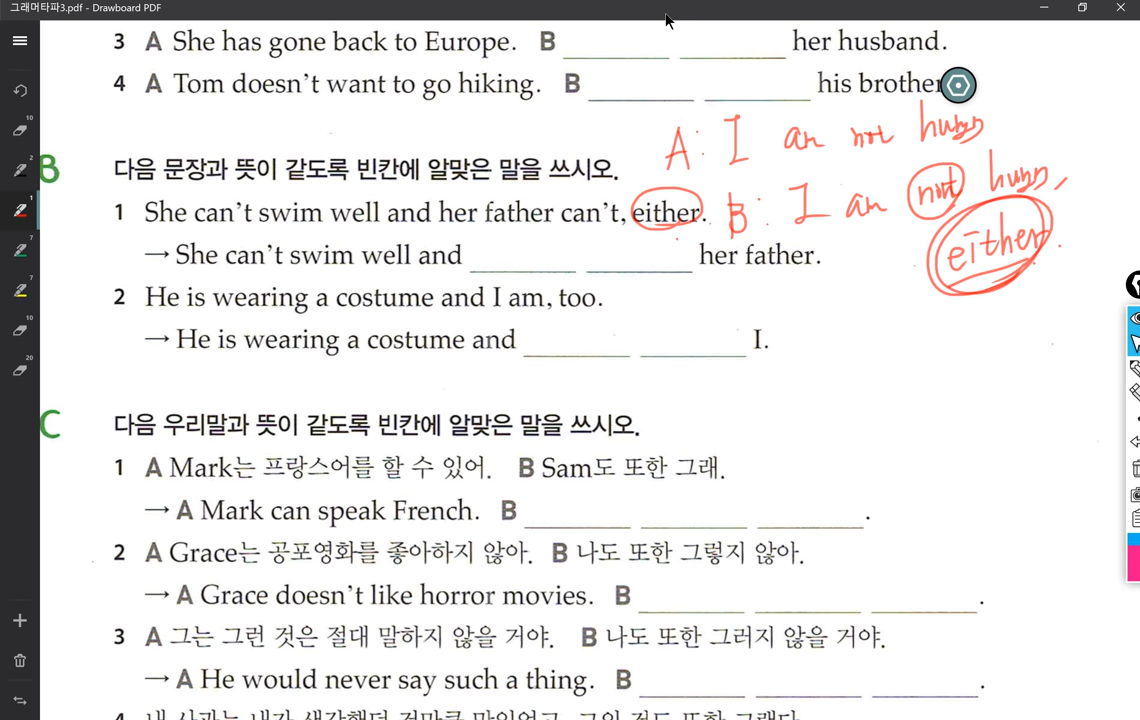 그래머타파3.pdf - Drawboard PDF
3 A She has gone back to Europe. B ________ ________ her husband.
4 A Tom doesn't want to go hiking. B ________ ________ his brother
A: I am not hungry
B 다음 문장과 뜻이 같도록 빈칸에 알맞은 말을 쓰시오.
B: I am not hungry,
either.
1 She can't swim well and her father can't, either.
→ She can't swim well and ________ ________ her father.
2 He is wearing a costume and I am, too.
→ He is wearing a costume and ________ ________ I.
C 다음 우리말과 뜻이 같도록 빈칸에 알맞은 말을 쓰시오.
1 A Mark는 프랑스어를 할 수 있어. B Sam도 또한 그래.
→ A Mark can speak French. B ________ ________ ________.
2 A Grace는 공포영화를 좋아하지 않아. B 나도 또한 그렇지 않아.
→ A Grace doesn't like horror movies. B ________ ________ ________.
3 A 그는 그런 것은 절대 말하지 않을 거야. B 나도 또한 그러지 않을 거야.
→ A He would never say such a thing. B ________ ________ ________.
10
2
1
7
7
10
20